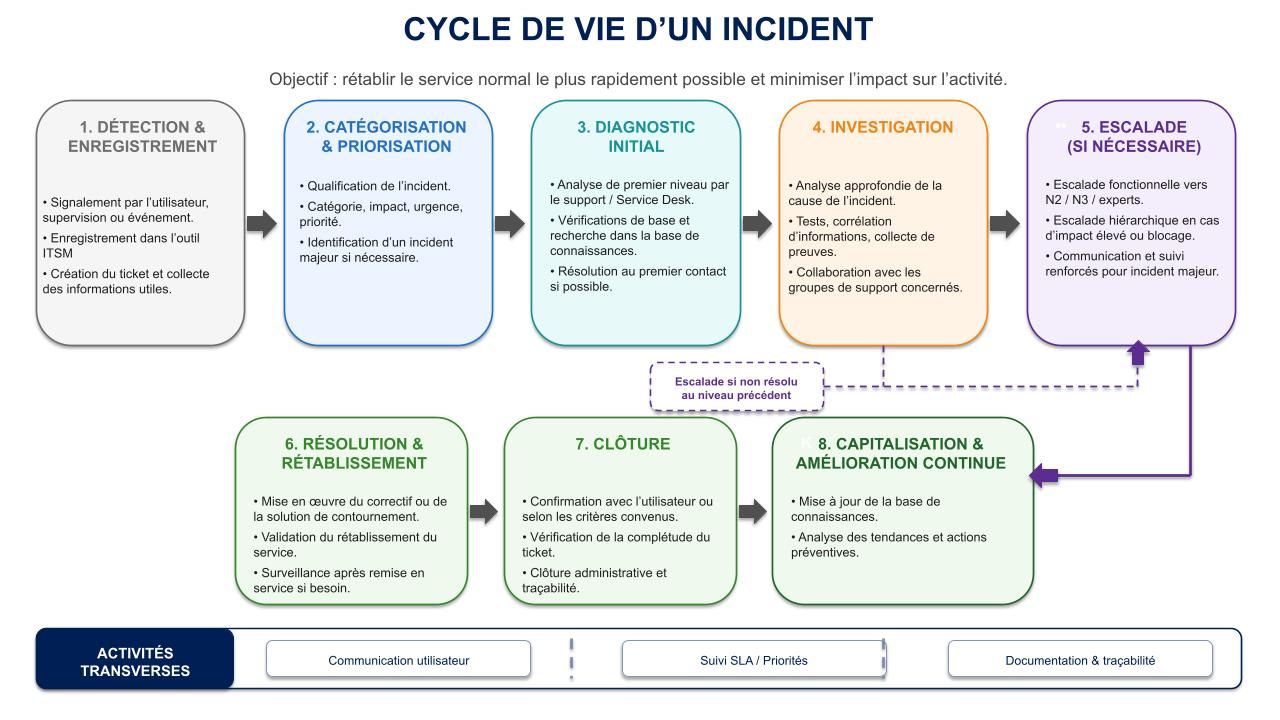 CYCLE DE VIE D’UN INCIDENT
Objectif : rétablir le service normal le plus rapidement possible et minimiser l’impact sur l’activité.
1. DÉTECTION &
ENREGISTREMENT
• Signalement par l’utilisateur,
supervision ou événement.
• Enregistrement dans l’outil
ITSM
• Création du ticket et collecte
des informations utiles.
2. CATÉGORISATION
& PRIORISATION
• Qualification de l’incident.
• Catégorie, impact, urgence,
priorité.
• Identification d’un incident
majeur si nécessaire.
3. DIAGNOSTIC
INITIAL
• Analyse de premier niveau par
le support / Service Desk.
• Vérifications de base et
recherche dans la base de
connaissances.
• Résolution au premier contact
si possible.
4. INVESTIGATION
• Analyse approfondie de la
cause de l’incident.
• Tests, corrélation
d’informations, collecte de
preuves.
• Collaboration avec les
groupes de support concernés.
5. ESCALADE
(SI NÉCESSAIRE)
• Escalade fonctionnelle vers
N2 / N3 / experts.
• Escalade hiérarchique en cas
d’impact élevé ou blocage.
• Communication et suivi
renforcés pour incident majeur.
Escalade si non résolu
au niveau précédent
6. RÉSOLUTION &
RÉTABLISSEMENT
• Mise en œuvre du correctif ou de
la solution de contournement.
• Validation du rétablissement du
service.
• Surveillance après remise en
service si besoin.
7. CLÔTURE
• Confirmation avec l’utilisateur ou
selon les critères convenus.
• Vérification de la complétude du
ticket.
• Clôture administrative et
traçabilité.
8. CAPITALISATION &
AMÉLIORATION CONTINUE
• Mise à jour de la base de
connaissances.
• Analyse des tendances et actions
préventives.
ACTIVITÉS
TRANSVERSES
Communication utilisateur
Suivi SLA / Priorités
Documentation & traçabilité